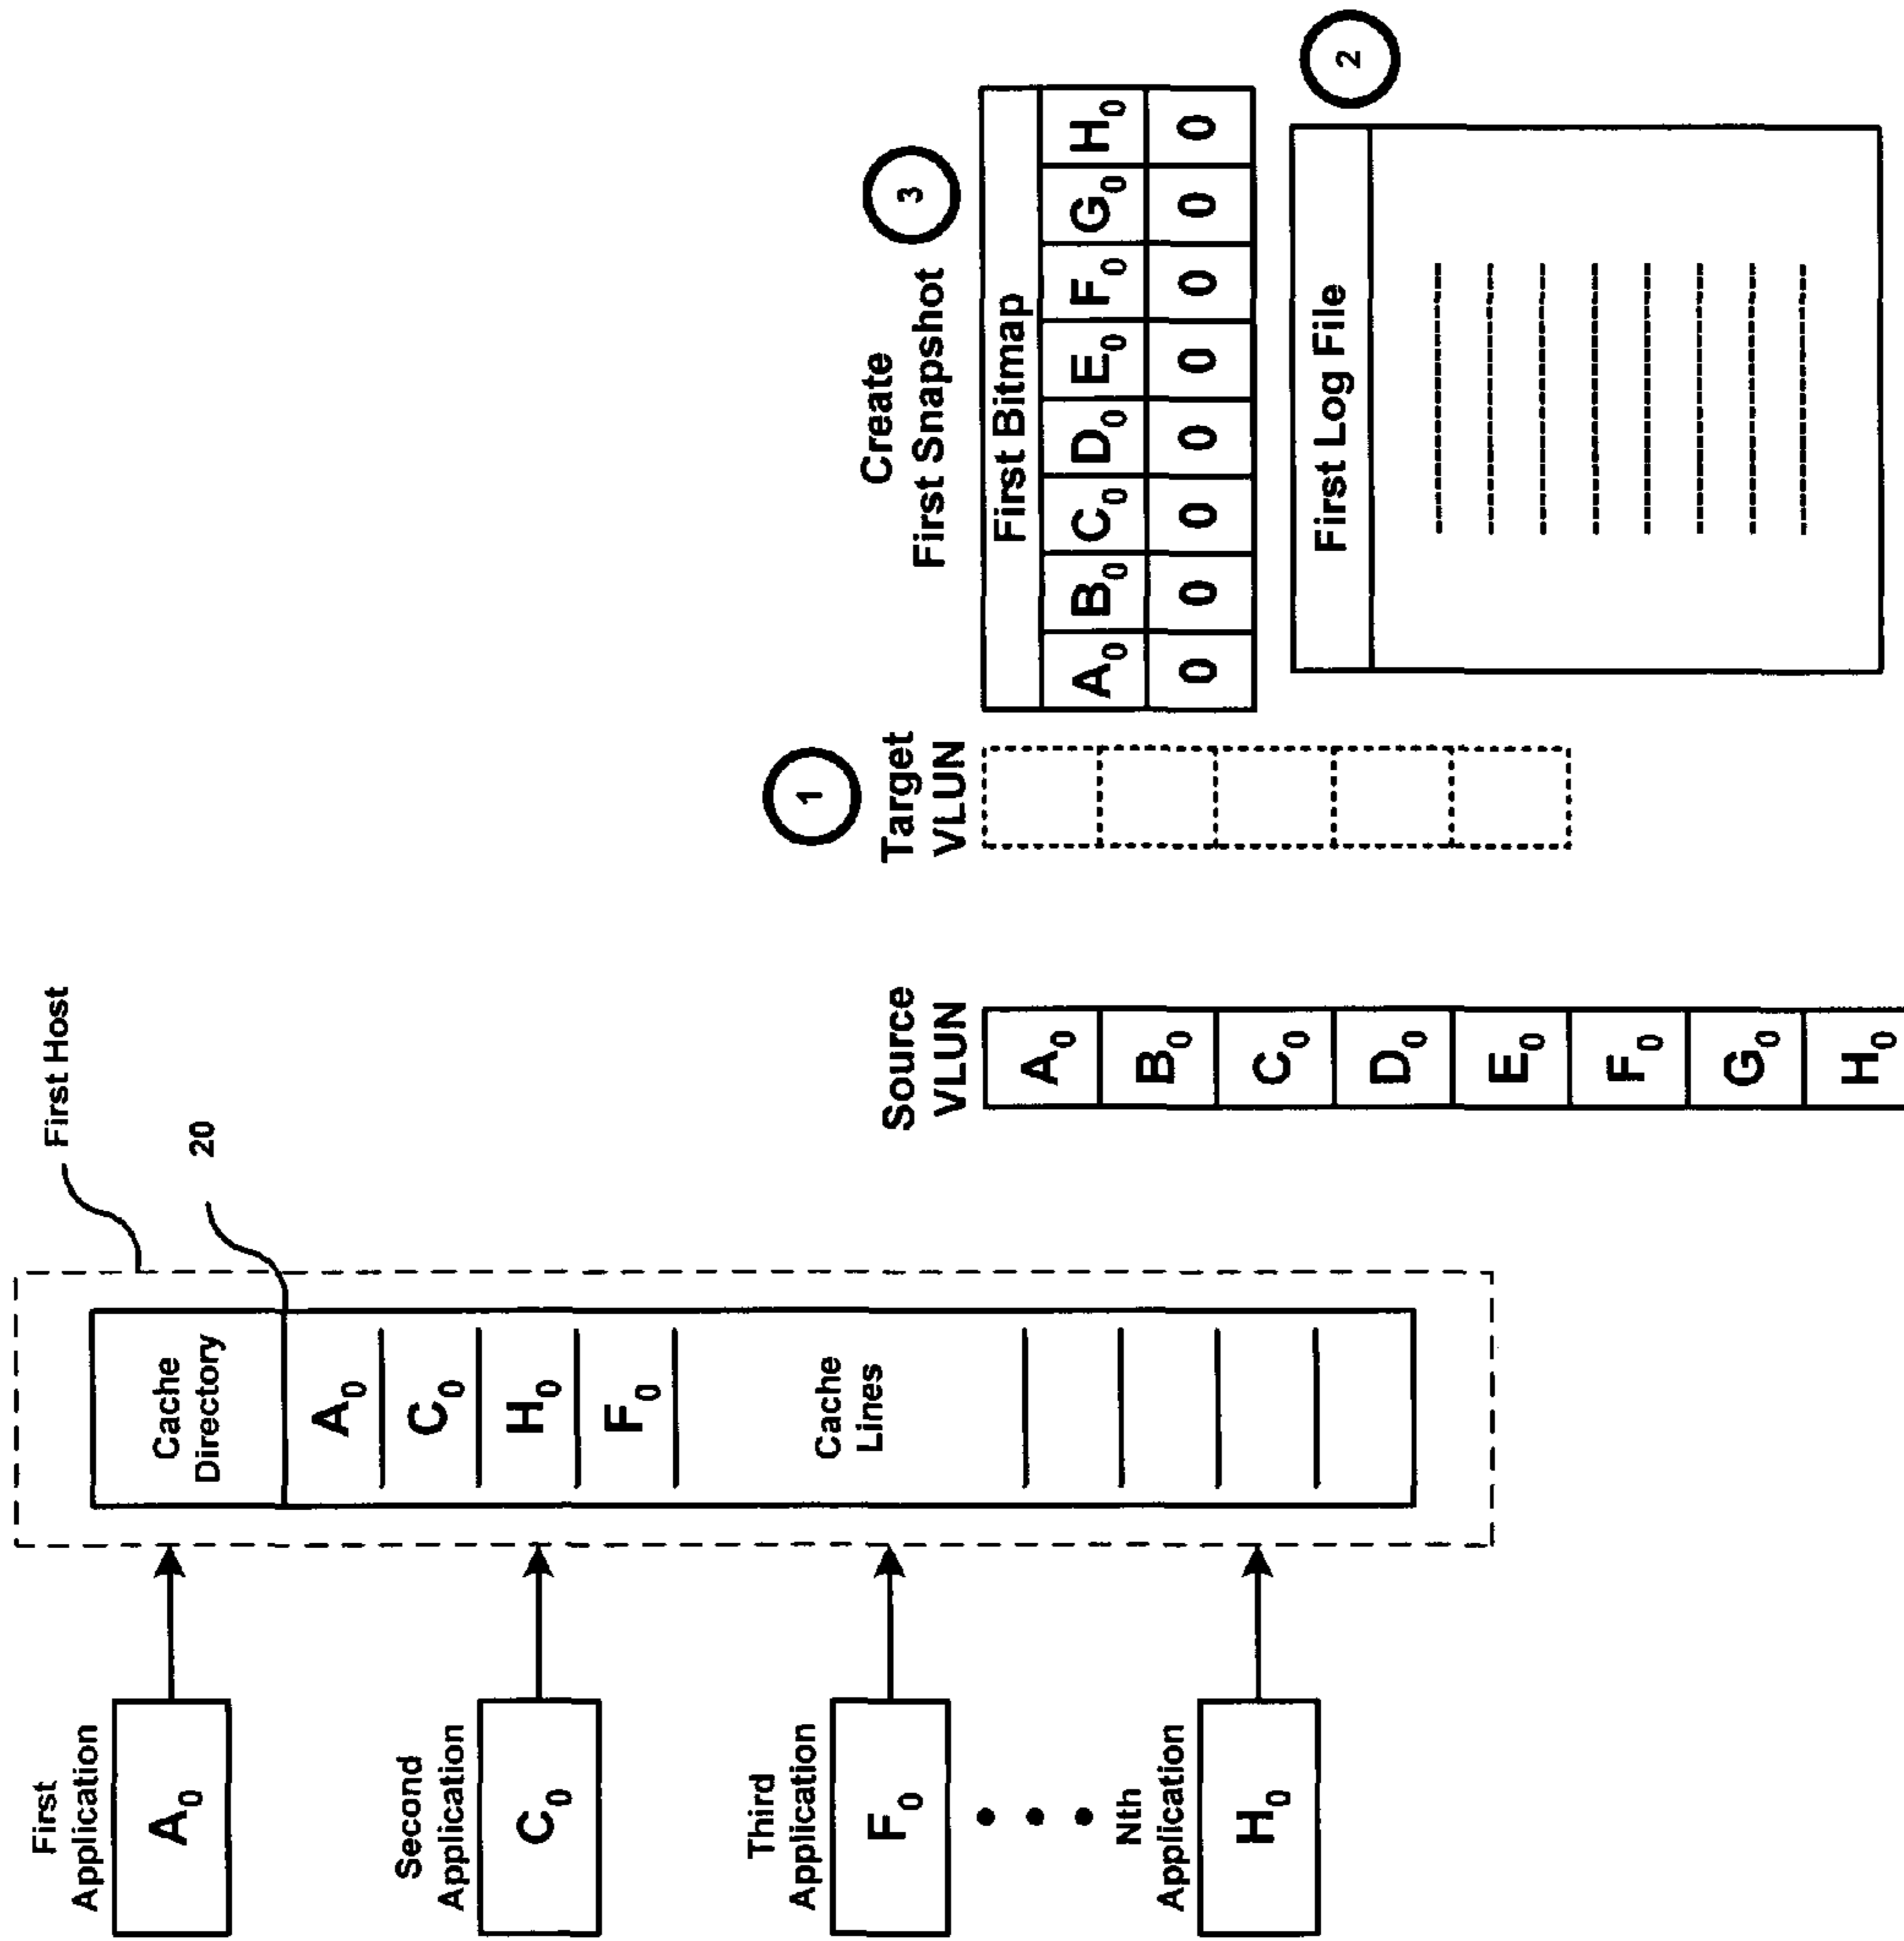 First
Application
A0
Second
Application
C0
Third
Application
F0
Nth
Application
H0
First Host
20
Cache
Directory
A0
C0
H0
F0
Cache
Lines
Source
VLUN
A0
B0
C0
D0
E0
F0
G0
H0
1
Target
VLUN
Create
First Snapshot
3
First Bitmap
A0 B0 C0 D0 E0 F0 G0 H0
0 0 0 0 0 0 0 0
2
First Log File